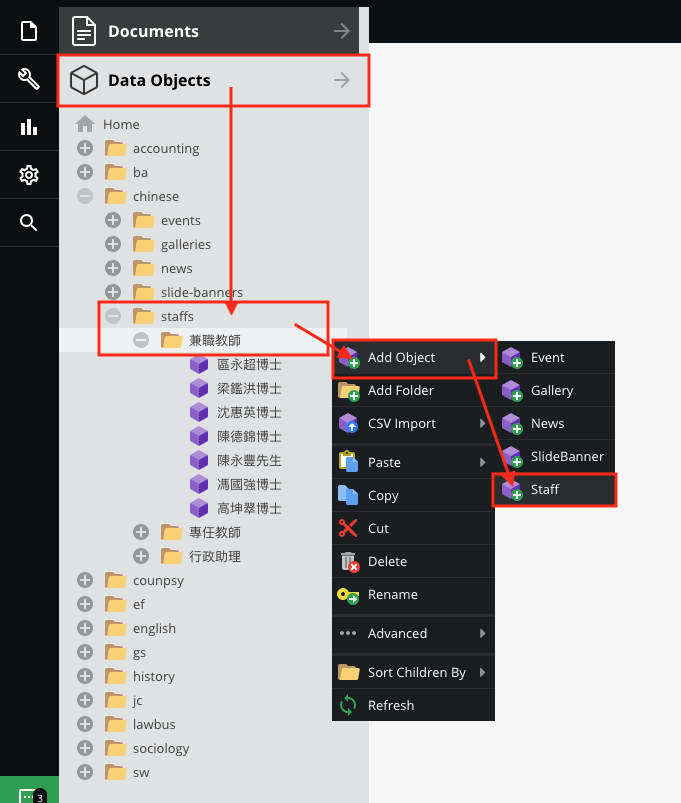 Documents
Data Objects
Home
accounting
ba
chinese
events
galleries
news
slide-banners
staffs
兼職教師
區永超博士
梁鑑洪博士
沈惠英博士
陳德錦博士
陳永豐先生
馮國強博士
高坤翠博士
專任教師
行政助理
counpsy
ef
english
gs
history
jc
lawbus
sociology
sw
3
Add Object
Add Folder
CSV Import
Paste
Copy
Cut
Delete
Rename
Advanced
Sort Children By
Refresh
Event
Gallery
News
SlideBanner
Staff